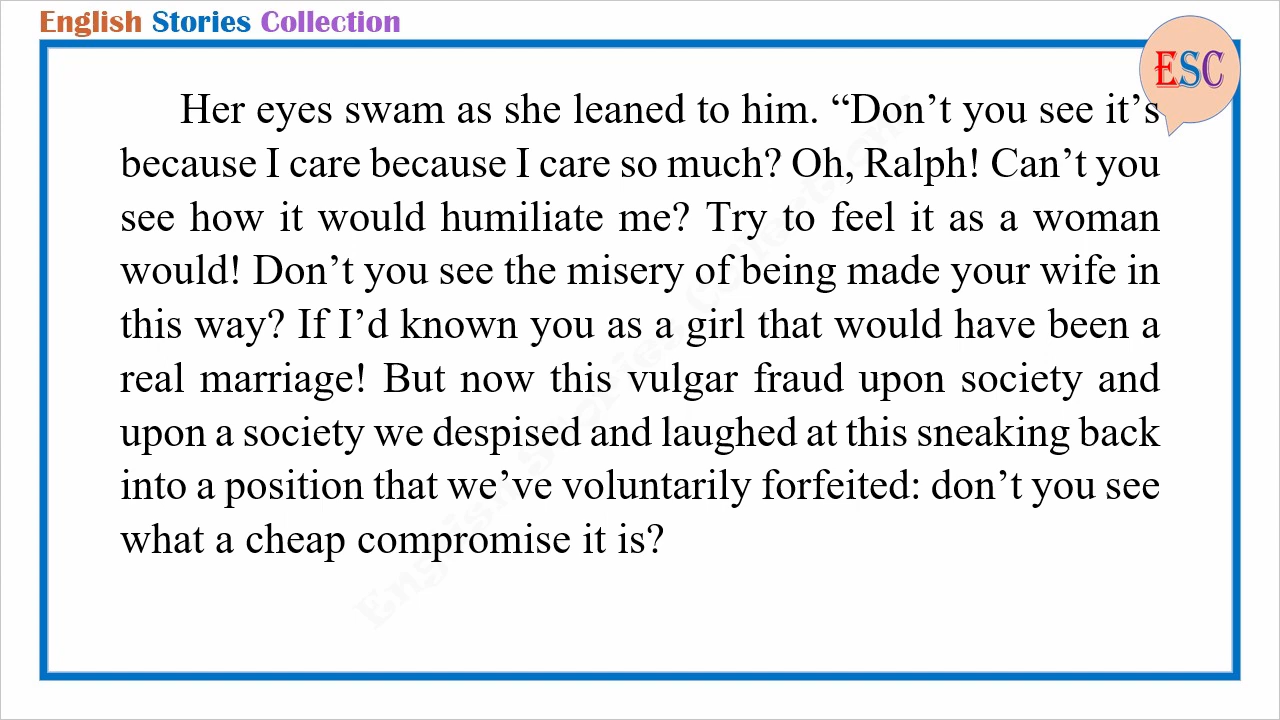 English Stories Collection
ESC
Her eyes swam as she leaned to him. “Don’t you see it’s
because I care because I care so much? Oh, Ralph! Can’t you
see how it would humiliate me? Try to feel it as a woman
would! Don’t you see the misery of being made your wife in
this way? If I’d known you as a girl that would have been a
real marriage! But now this vulgar fraud upon society and
upon a society we despised and laughed at this sneaking back
into a position that we’ve voluntarily forfeited: don’t you see
what a cheap compromise it is?
English Stories Collection